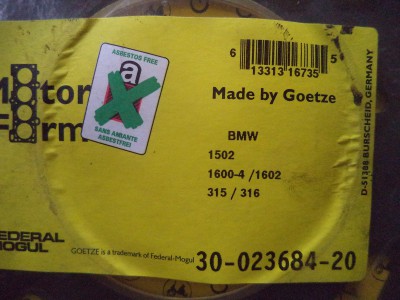 ASBESTOS FREE
a
SANS AMIANTE
ASBESTFREI
Motor
Form
6 13313 16735 5
Made by Goetze
BMW
1502
1600-4 / 1602
315 / 316
D-51388 BURSCHEID, GERMANY
FEDERAL
MOGUL
GOETZE is a trademark of Federal-Mogul
30-023684-20